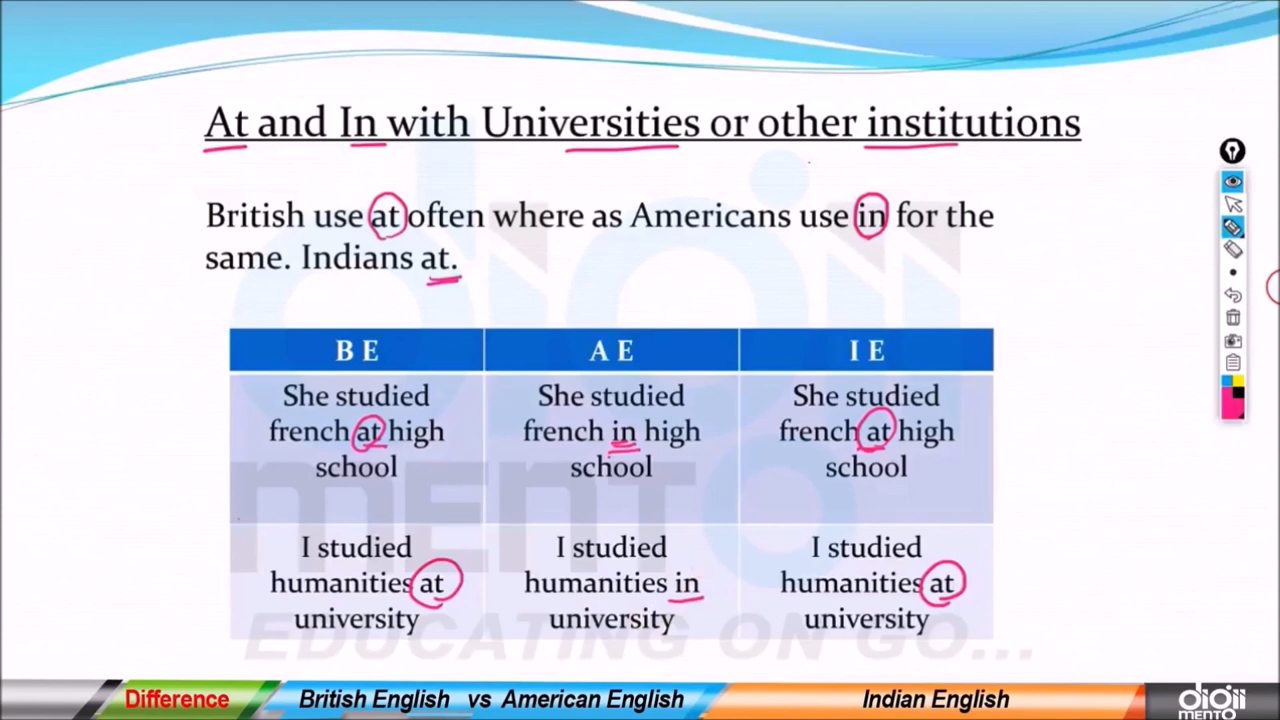 At and In with Universities or other institutions
British use at often where as Americans use in for the
same. Indians at.
B E
A E
I E
She studied
french at high
school
She studied
french in high
school
She studied
french at high
school
I studied
humanities at
university
I studied
humanities in
university
I studied
humanities at
university
diGii
MENTO
EDUCATING ON GO...
Difference
British English vs American English
Indian English
diGii
MENTO